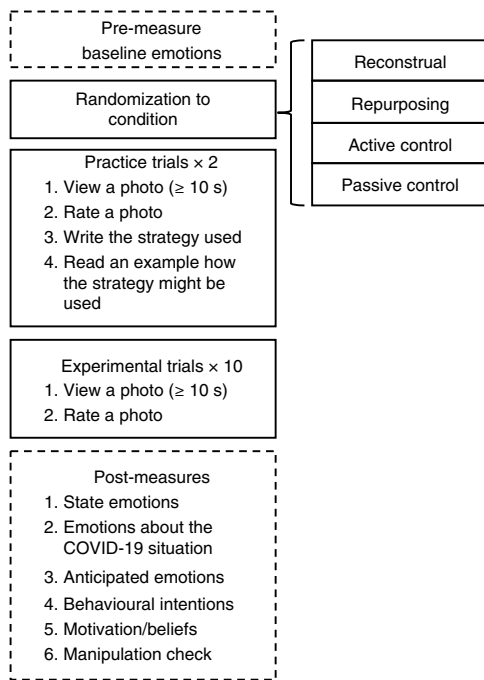 Pre-measure
baseline emotions
Randomization to
condition
Reconstrual
Repurposing
Active control
Passive control
Practice trials × 2
1. View a photo (≥ 10 s)
2. Rate a photo
3. Write the strategy used
4. Read an example how
the strategy might be
used
Experimental trials × 10
1. View a photo (≥ 10 s)
2. Rate a photo
Post-measures
1. State emotions
2. Emotions about the
COVID-19 situation
3. Anticipated emotions
4. Behavioural intentions
5. Motivation/beliefs
6. Manipulation check